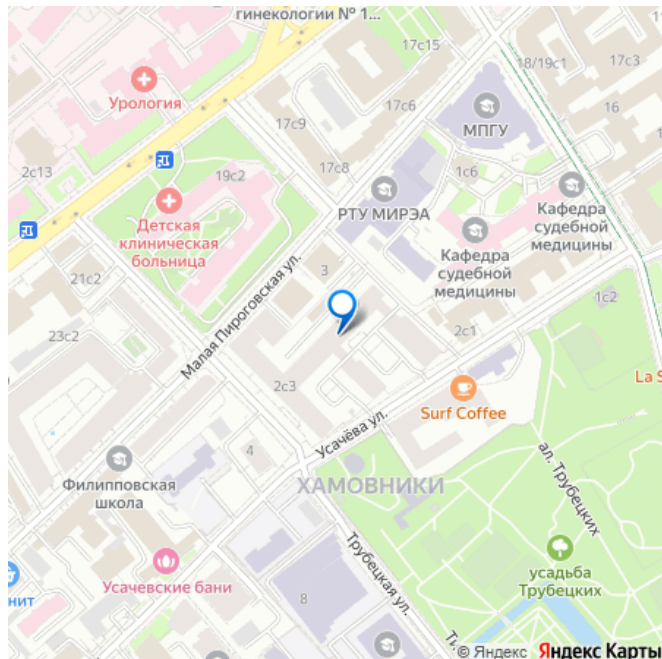 гинекологии № 1...
17с15
18/19с1
Урология
17с6
МПГУ
16
17с9
2с13
17с8
1с6
19с2
РТУ МИРЭА
Кафедра
судебной
медицины
Детская
клиническая
больница
Кафедра
судебной
медицины
3
Малая Пироговская ул.
21с2
1с2
23с2
2с1
La S
2с3
Surf Coffee
Усачёва ул.
4
ал. Трубецких
Филипповская
школа
ХАМОВНИКИ
Трубецкая ул.
Усачевские бани
усадьба
Трубецких
нит
8
Ти
© Яндекс Яндекс Карты